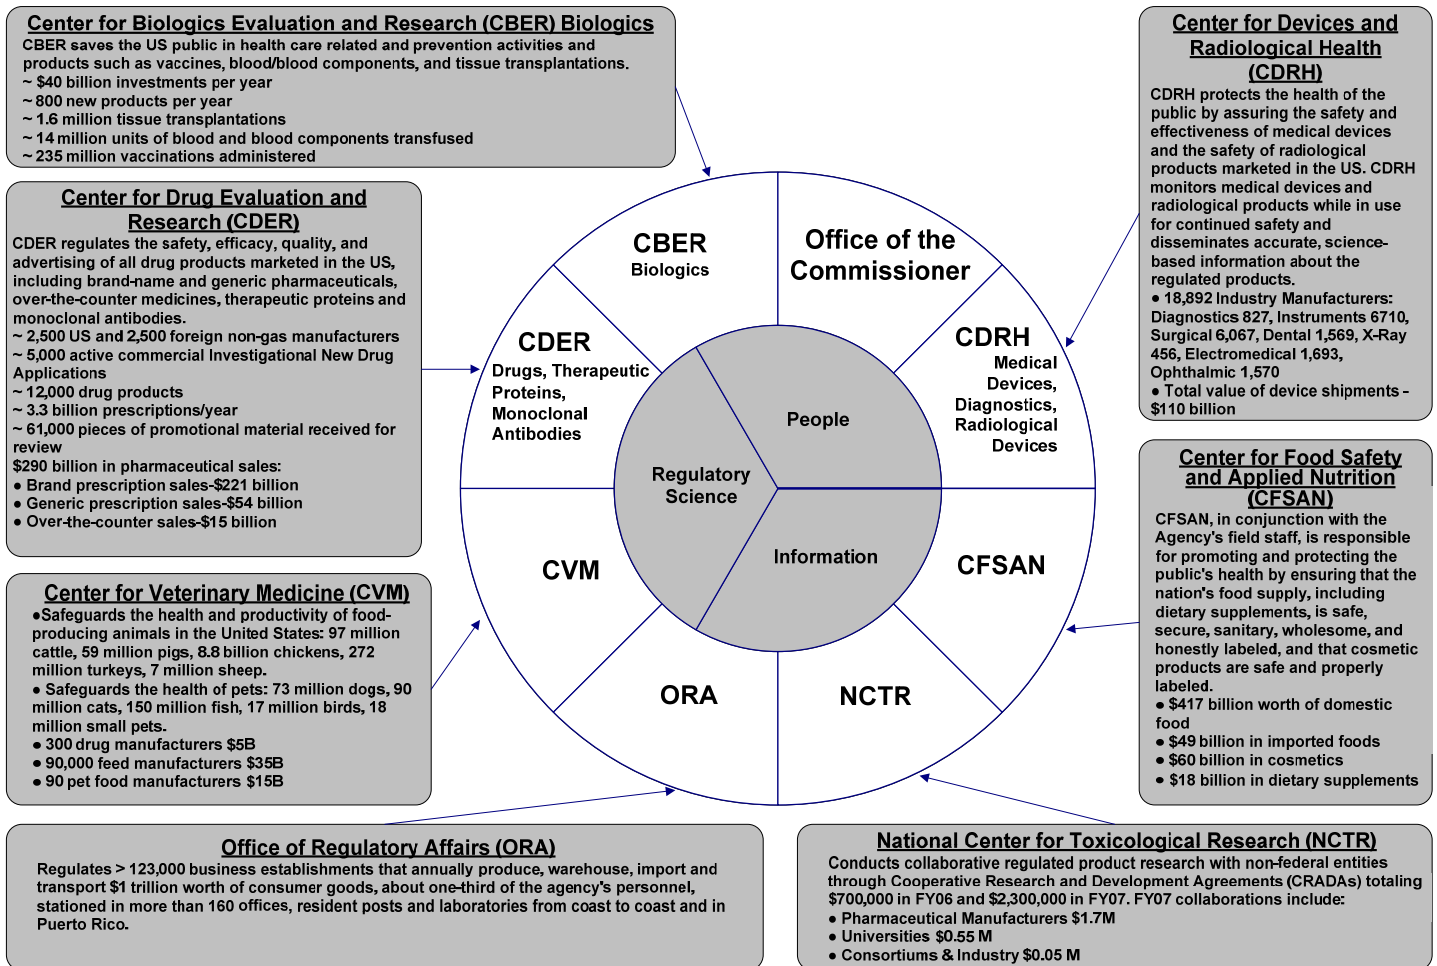 Center for Biologics Evaluation and Research (CBER) Biologics
CBER saves the US public in health care related and prevention activities and
products such as vaccines, blood/blood components, and tissue transplantations.
~ $40 billion investments per year
~ 800 new products per year
~ 1.6 million tissue transplantations
~ 14 million units of blood and blood components transfused
~ 235 million vaccinations administered
Center for Drug Evaluation and
Research (CDER)
CDER regulates the safety, efficacy, quality, and
advertising of all drug products marketed in the US,
including brand-name and generic pharmaceuticals,
over-the-counter medicines, therapeutic proteins and
monoclonal antibodies.
~ 2,500 US and 2,500 foreign non-gas manufacturers
~ 5,000 active commercial Investigational New Drug
Applications
~ 12,000 drug products
~ 3.3 billion prescriptions/year
~ 61,000 pieces of promotional material received for
review
$290 billion in pharmaceutical sales:
● Brand prescription sales-$221 billion
● Generic prescription sales-$54 billion
● Over-the-counter sales-$15 billion
Center for Veterinary Medicine (CVM)
●Safeguards the health and productivity of food-
producing animals in the United States: 97 million
cattle, 59 million pigs, 8.8 billion chickens, 272
million turkeys, 7 million sheep.
● Safeguards the health of pets: 73 million dogs, 90
million cats, 150 million fish, 17 million birds, 18
million small pets.
● 300 drug manufacturers $5B
● 90,000 feed manufacturers $35B
● 90 pet food manufacturers $15B
Office of Regulatory Affairs (ORA)
Regulates > 123,000 business establishments that annually produce, warehouse, import and
transport $1 trillion worth of consumer goods, about one-third of the agency's personnel,
stationed in more than 160 offices, resident posts and laboratories from coast to coast and in
Puerto Rico.
CBER
Biologics
Office of the
Commissioner
CDER
Drugs, Therapeutic
Proteins,
Monoclonal
Antibodies
CDRH
Medical
Devices,
Diagnostics,
Radiological
Devices
People
Regulatory
Science
Information
CVM
CFSAN
ORA
NCTR
Center for Devices and
Radiological Health
(CDRH)
CDRH protects the health of the
public by assuring the safety and
effectiveness of medical devices
and the safety of radiological
products marketed in the US. CDRH
monitors medical devices and
radiological products while in use
for continued safety and
disseminates accurate, science-
based information about the
regulated products.
● 18,892 Industry Manufacturers:
Diagnostics 827, Instruments 6710,
Surgical 6,067, Dental 1,569, X-Ray
456, Electromedical 1,693,
Ophthalmic 1,570
● Total value of device shipments -
$110 billion
Center for Food Safety
and Applied Nutrition
(CFSAN)
CFSAN, in conjunction with the
Agency's field staff, is responsible
for promoting and protecting the
public's health by ensuring that the
nation's food supply, including
dietary supplements, is safe,
secure, sanitary, wholesome, and
honestly labeled, and that cosmetic
products are safe and properly
labeled.
● $417 billion worth of domestic
food
● $49 billion in imported foods
● $60 billion in cosmetics
● $18 billion in dietary supplements
National Center for Toxicological Research (NCTR)
Conducts collaborative regulated product research with non-federal entities
through Cooperative Research and Development Agreements (CRADAs) totaling
$700,000 in FY06 and $2,300,000 in FY07. FY07 collaborations include:
● Pharmaceutical Manufacturers $1.7M
● Universities $0.55 M
● Consortiums & Industry $0.05 M